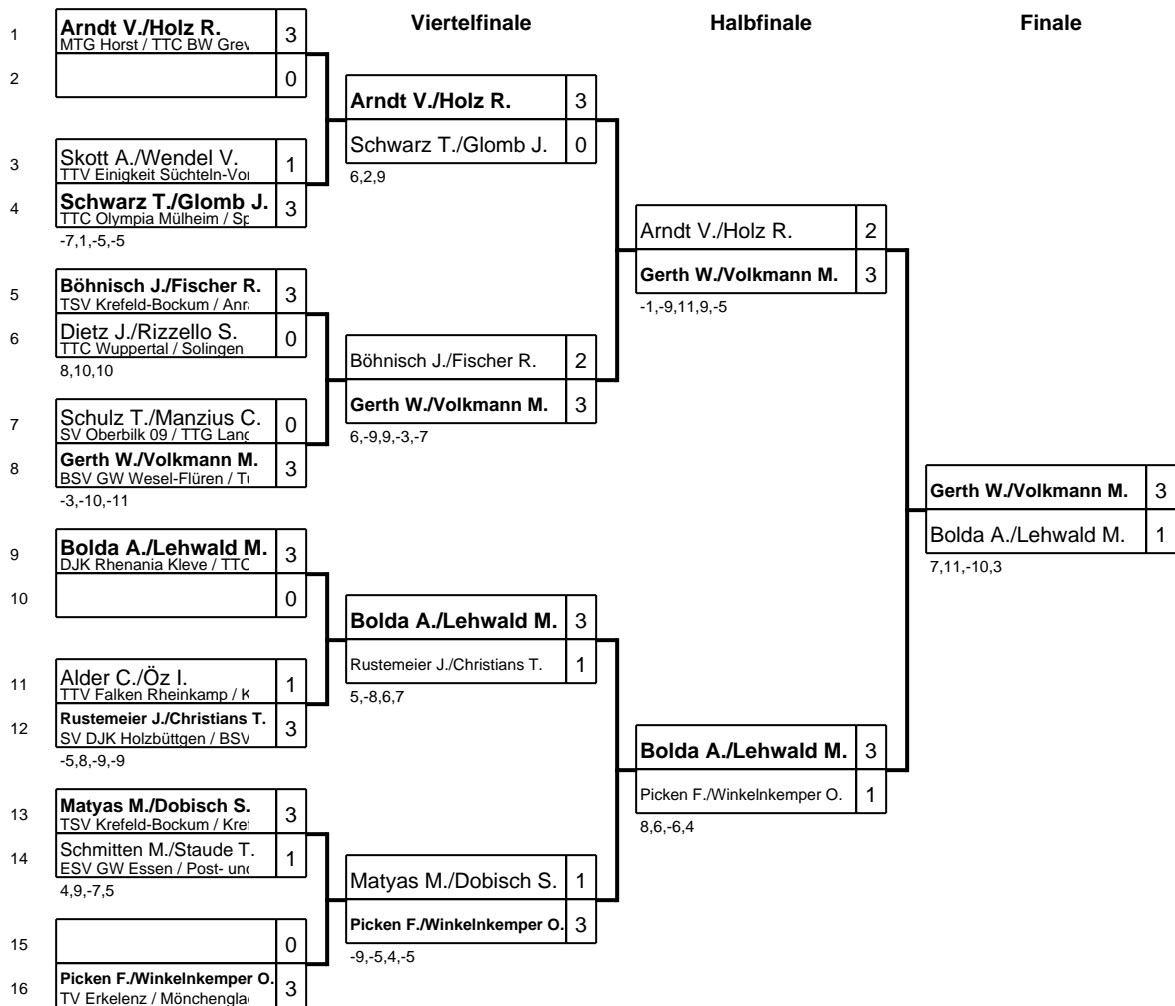 Viertelfinale
Halbfinale
Finale
1
Arndt V./Holz R. 3
MTG Horst / TTC BW
2
0
3
Skott A./Wendel V. 1
TTV Einigkeit
4
Schwarz T./Glomb J. 3
TTC Olympia Mülheim /
-7,1,-5,-5
5
Böhnisch J./Fischer R. 3
TSV Krefeld-Bockum /
6
Dietz J./Rizzello S. 0
TTC Wuppertal / Solingen
8,10,10
7
Schulz T./Manzius C. 0
SV Oberbilk 09 / TTG
8
Gerth W./Volkmann M. 3
BSV GW Wesel-Flüren /
-3,-10,-11
9
Bolda A./Lehwald M. 3
DJK Rhenania Kleve / TTC
10
0
11
Alder C./Öz I. 1
TTV Falken Rheinkamp / K
12
Rustemeier J./Christians T. 3
SV DJK Holzbüttgen / BSV
-5,8,-9,-9
13
Matyas M./Dobisch S. 3
TSV Krefeld-Bockum /
14
Schmitten M./Staude T. 1
ESV GW Essen / Post- und
4,9,-7,5
15
0
16
Picken F./Winkelnkemper O. 3
TV Erkelenz /
Arndt V./Holz R. 3
Schwarz T./Glomb J. 0
6,2,9
Böhnisch J./Fischer R. 2
Gerth W./Volkmann M. 3
6,-9,9,-3,-7
Bolda A./Lehwald M. 3
Rustemeier J./Christians T. 1
5,-8,6,7
Matyas M./Dobisch S. 1
Picken F./Winkelnkemper O. 3
-9,-5,4,-5
Arndt V./Holz R. 2
Gerth W./Volkmann M. 3
-1,-9,11,9,-5
Bolda A./Lehwald M. 3
Picken F./Winkelnkemper O. 1
8,6,-6,4
Gerth W./Volkmann M. 3
Bolda A./Lehwald M. 1
7,11,-10,3